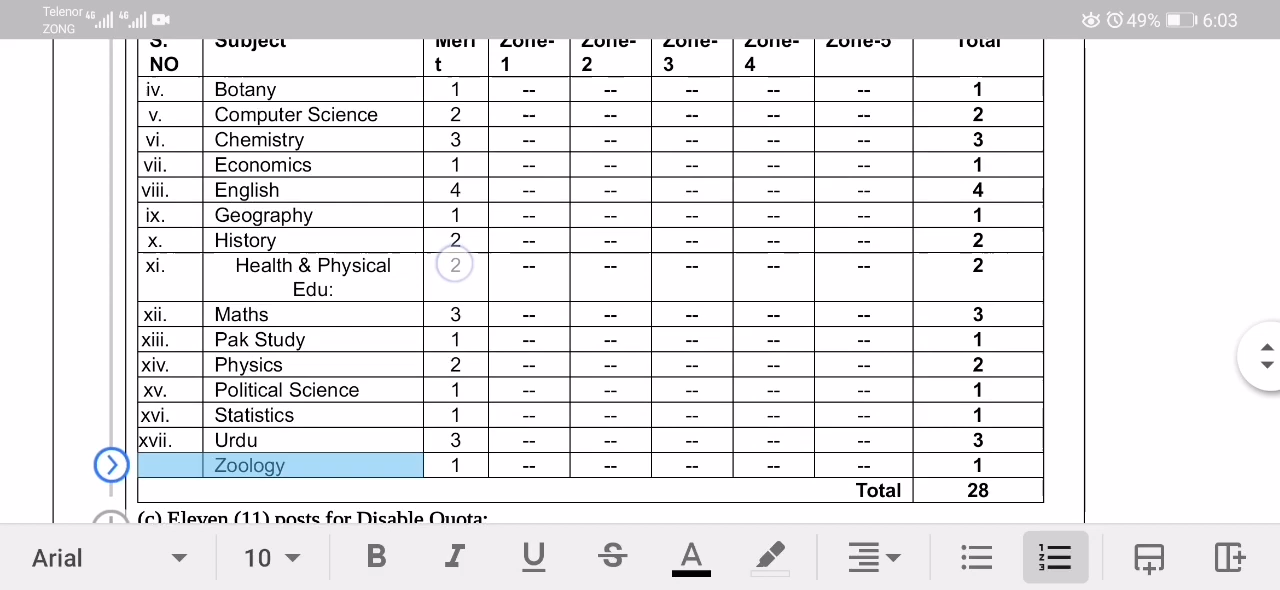 Telenor 4G 4G 49% 6:03
ZONG
S. Subject Meri Zone- Zone- Zone- Zone- Zone-5 Total
NO t 1 2 3 4
iv. Botany 1 -- -- -- -- -- 1
v. Computer Science 2 -- -- -- -- -- 2
vi. Chemistry 3 -- -- -- -- -- 3
vii. Economics 1 -- -- -- -- -- 1
viii. English 4 -- -- -- -- -- 4
ix. Geography 1 -- -- -- -- -- 1
x. History 2 -- -- -- -- -- 2
xi. Health & Physical 2 -- -- -- -- -- 2
Edu:
xii. Maths 3 -- -- -- -- -- 3
xiii. Pak Study 1 -- -- -- -- -- 1
xiv. Physics 2 -- -- -- -- -- 2
xv. Political Science 1 -- -- -- -- -- 1
xvi. Statistics 1 -- -- -- -- -- 1
xvii. Urdu 3 -- -- -- -- -- 3
Zoology 1 -- -- -- -- -- 1
Total 28
(c) Eleven (11) posts for Disable Quota:
Arial 10 B I U S A